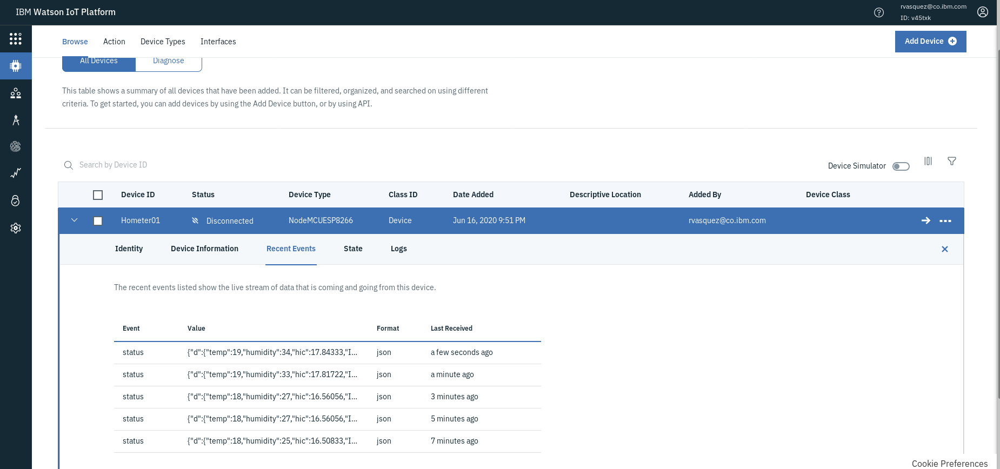 IBM Watson IoT Platform
rvasquez@co.ibm.com
ID: v45txk
Browse Action Device Types Interfaces
Add Device
All Devices Diagnose
This table shows a summary of all devices that have been added. It can be filtered, organized, and searched on using different
criteria. To get started, you can add devices by using the Add Device button, or by using API.
Search by Device ID
Device Simulator
Device ID Status Device Type Class ID Date Added Descriptive Location Added By Device Class
Hometer01 Disconnected NodeMCUESP8266 Device Jun 16, 2020 9:51 PM rvasquez@co.ibm.com
Identity Device Information Recent Events State Logs
The recent events listed show the live stream of data that is coming and going from this device.
Event Value Format Last Received
status {"d":{"temp":19,"humidity":34,"hic":17.84333,"I... json a few seconds ago
status {"d":{"temp":19,"humidity":33,"hic":17.81722,"I... json a minute ago
status {"d":{"temp":18,"humidity":27,"hic":16.56056,"I... json 3 minutes ago
status {"d":{"temp":18,"humidity":27,"hic":16.56056,"I... json 5 minutes ago
status {"d":{"temp":18,"humidity":25,"hic":16.50833,"I... json 7 minutes ago
Cookie Preferences